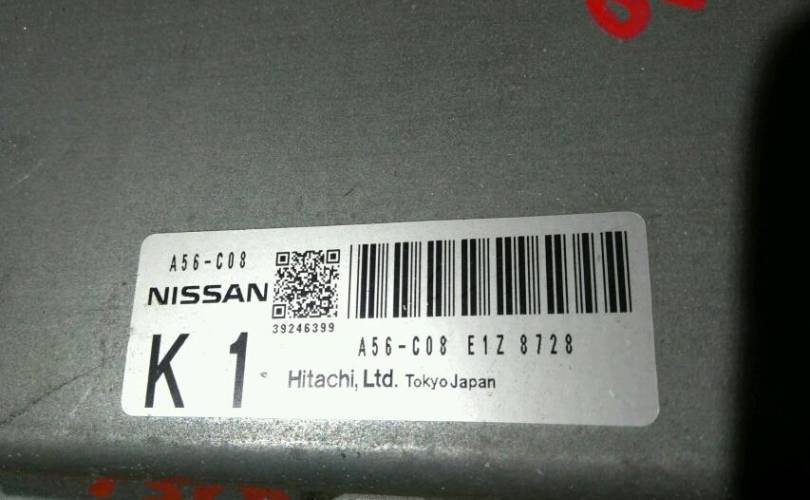 A56-C08
NISSAN
39246399
A56-C08 E1Z 8728
K 1
Hitachi, Ltd. Tokyo Japan